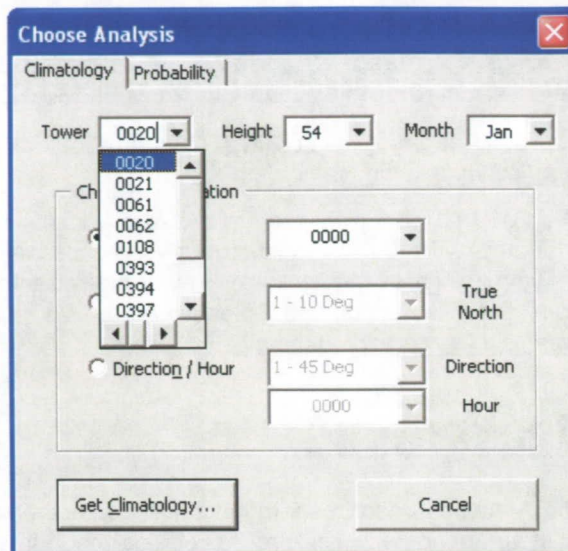 Choose Analysis
Climatology Probability
Tower 0020 Height 54 Month Jan
0020
0021
0061
0062
0108
0393
0394
0397
Ch ation
0000
1 - 10 Deg True
North
Direction / Hour 1 - 45 Deg Direction
0000 Hour
Get Climatology... Cancel